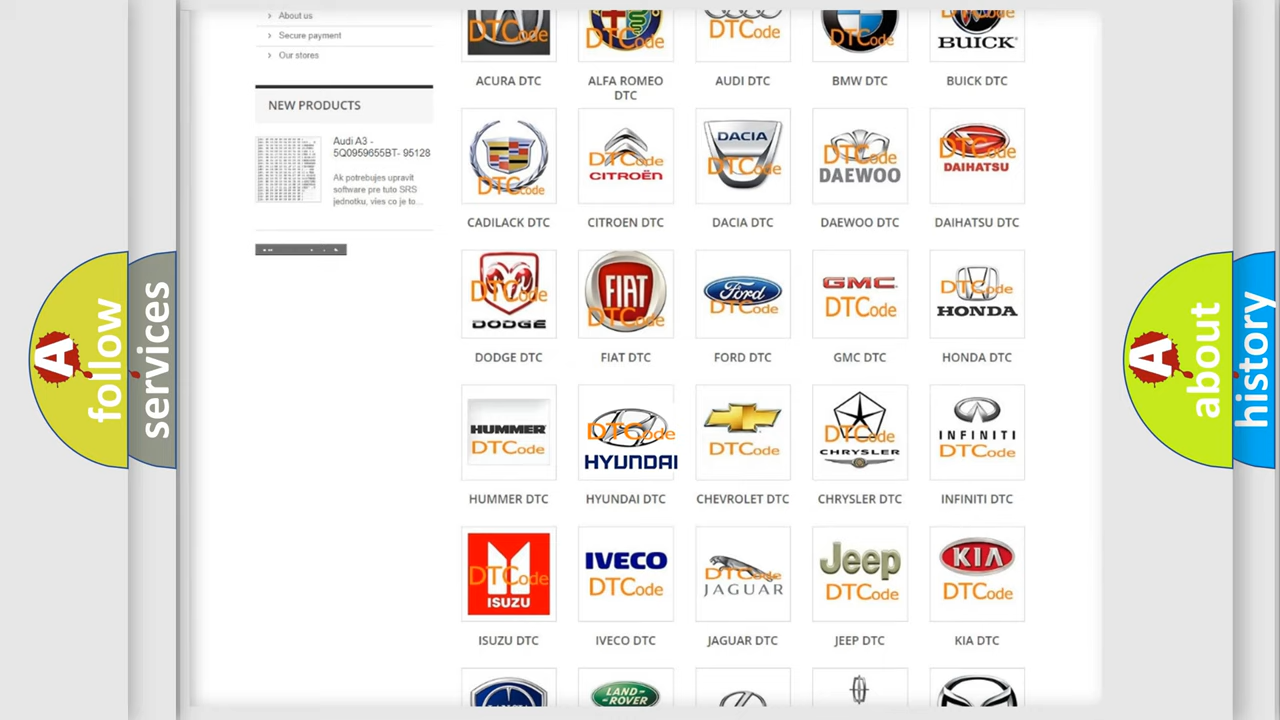 About us
Secure payment
Our stores
NEW PRODUCTS
Audi A3 -
5Q0959655BT- 95128
Ak potrebujes upravit
software pre tuto SRS
jednotku, vies co je to...
DTCode
DTCode
DTCode
DTCode
BUICK
ACURA DTC
ALFA ROMEO
DTC
AUDI DTC
BMW DTC
BUICK DTC
DTCode
DTCode
CITROËN
DACIA
DTCode
DTCode
DAEWOO
DTCode
DAIHATSU
CADILACK DTC
CITROEN DTC
DACIA DTC
DAEWOO DTC
DAIHATSU DTC
DTCode
DODGE
FIAT
DTCode
Ford
DTCode
GMC
DTCode
DTCode
HONDA
DODGE DTC
FIAT DTC
FORD DTC
GMC DTC
HONDA DTC
HUMMER
DTCode
DTCode
HYUNDAI
DTCode
DTCode
CHRYSLER
INFINITI
DTCode
HUMMER DTC
HYUNDAI DTC
CHEVROLET DTC
CHRYSLER DTC
INFINITI DTC
DTCode
ISUZU
IVECO
DTCode
DTCode
JAGUAR
Jeep
DTCode
KIA
DTCode
ISUZU DTC
IVECO DTC
JAGUAR DTC
JEEP DTC
KIA DTC
LAND-
ROVER
A
follow
services
A
about
history